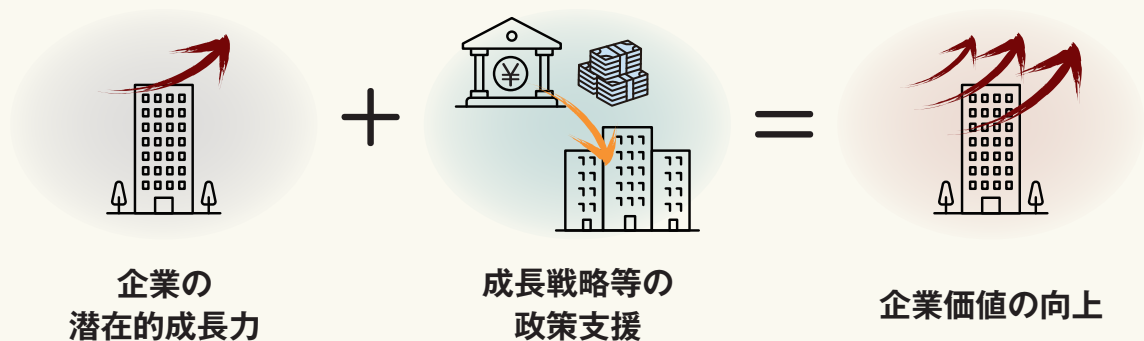 企業の
潜在的成長力
+
¥
成長戦略等の
政策支援
=
企業価値の向上